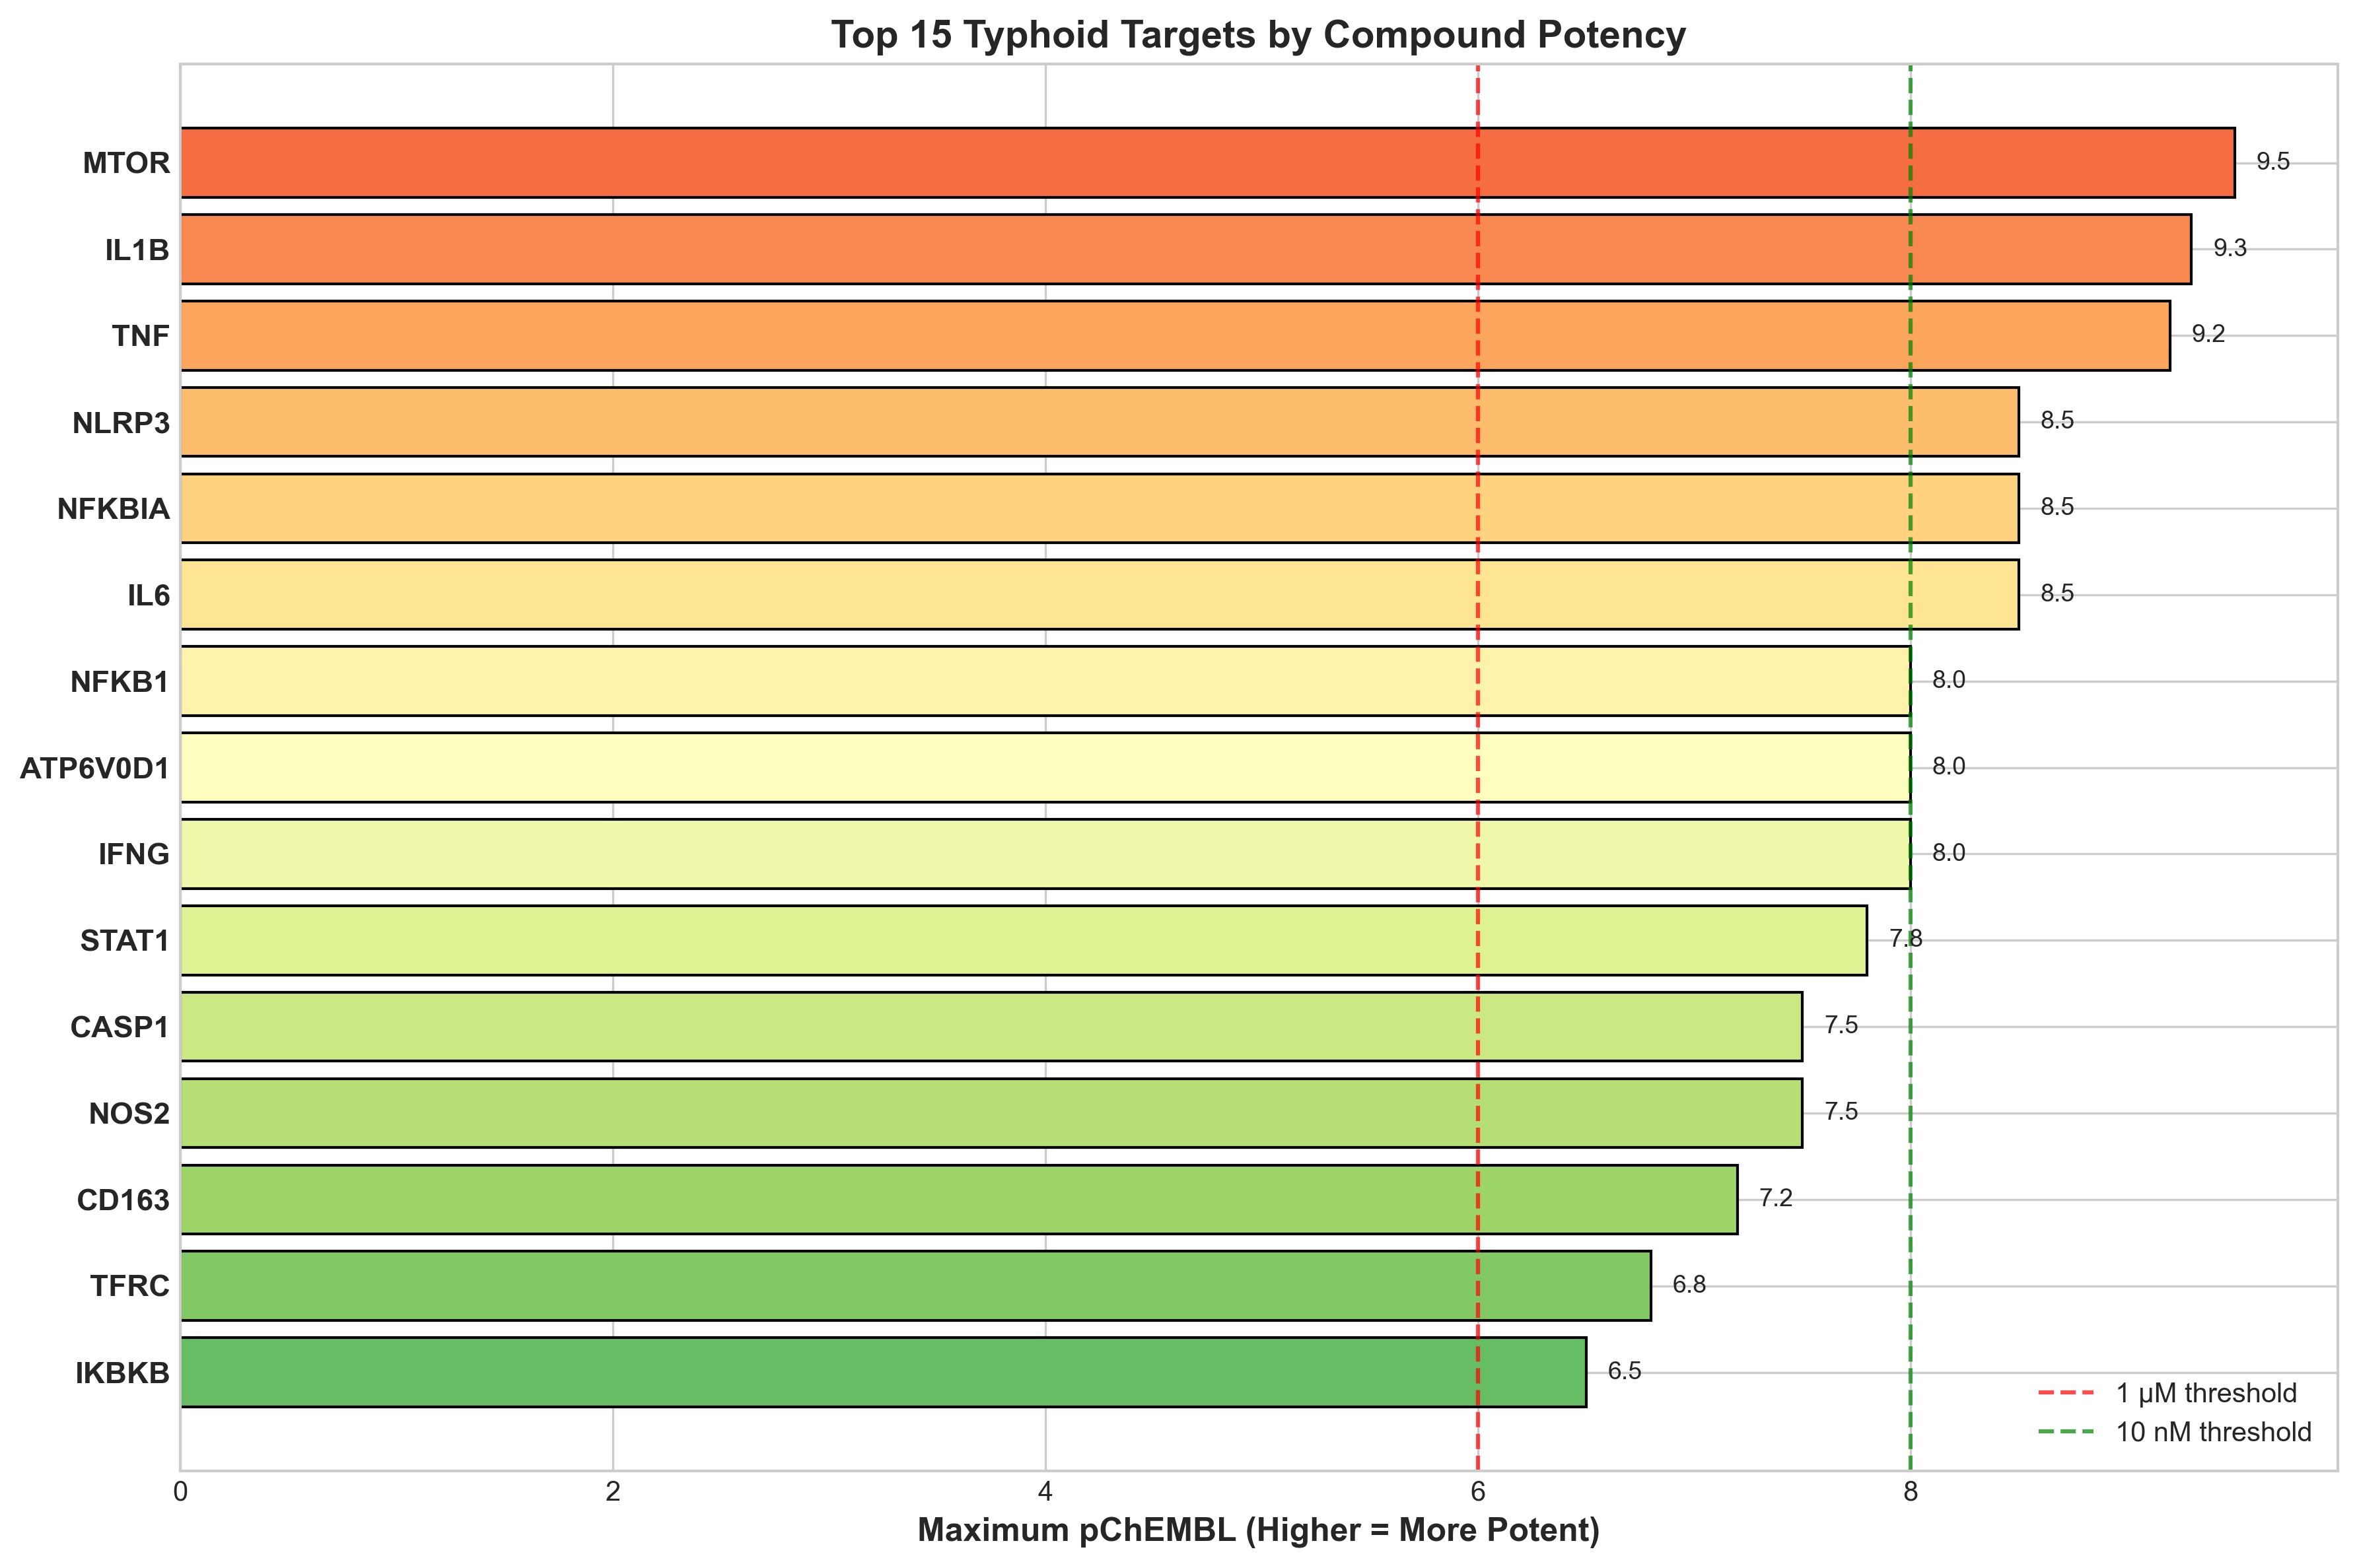 Top 15 Typhoid Targets by Compound Potency
MTOR 9.5
IL1B 9.3
TNF 9.2
NLRP3 8.5
NFKBIA 8.5
IL6 8.5
NFKB1 8.0
ATP6V0D1 8.0
IFNG 8.0
STAT1 7.8
CASP1 7.5
NOS2 7.5
CD163 7.2
TFRC 6.8
IKBKB 6.5
1 µM threshold
10 nM threshold
0 2 4 6 8
Maximum pChEMBL (Higher = More Potent)